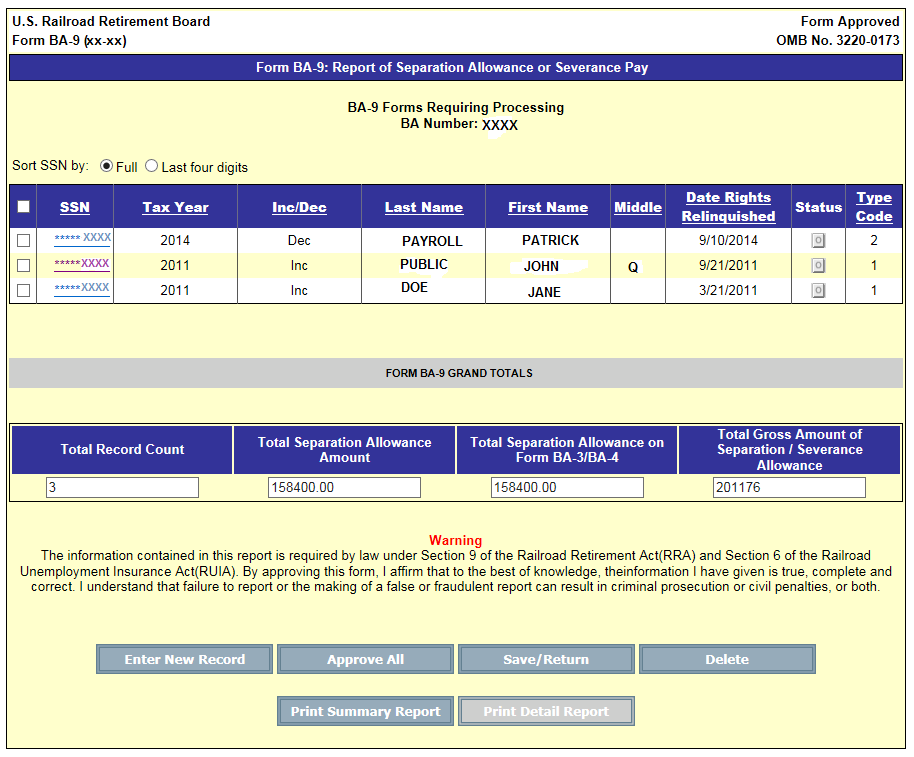 U.S. Railroad Retirement Board Form Approved
Form BA-9 (xx-xx) OMB No. 3220-0173
Form BA-9: Report of Separation Allowance or Severance Pay
BA-9 Forms Requiring Processing
BA Number: XXXX
Sort SSN by: Full Last four digits
SSN Tax Year Inc/Dec Last Name First Name Middle Date Rights Relinquished Status Type Code
***** XXXX 2014 Dec PAYROLL PATRICK 9/10/2014 O 2
*****XXXX 2011 Inc PUBLIC JOHN Q 9/21/2011 O 1
*****XXXX 2011 Inc DOE JANE 3/21/2011 O 1
FORM BA-9 GRAND TOTALS
Total Record Count
Total Separation Allowance
Amount
Total Separation Allowance on
Form BA-3/BA-4
Total Gross Amount of
Separation / Severance
Allowance
3 158400.00 158400.00 201176
Warning
The information contained in this report is required by law under Section 9 of the Railroad Retirement Act(RRA) and Section 6 of the Railroad
Unemployment Insurance Act(RUIA). By approving this form, I affirm that to the best of knowledge, theinformation I have given is true, complete and
correct. I understand that failure to report or the making of a false or fraudulent report can result in criminal prosecution or civil penalties, or both.
Enter New Record Approve All Save/Return Delete
Print Summary Report Print Detail Report